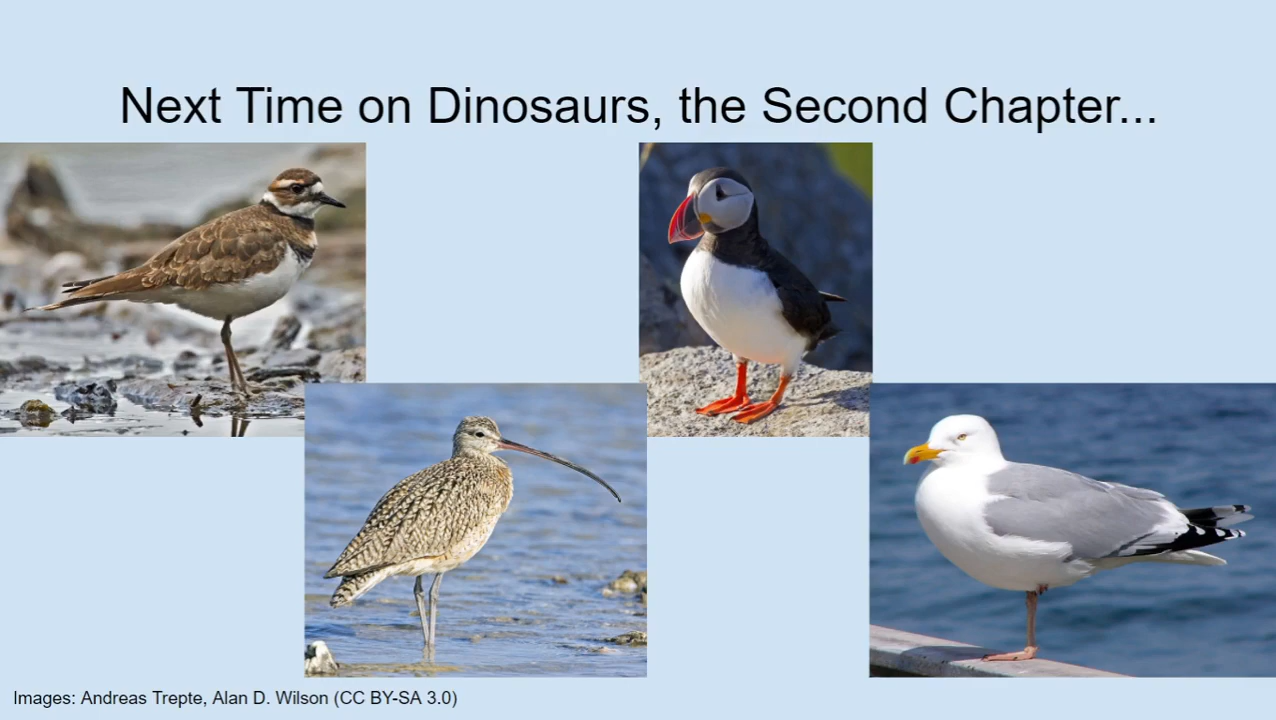 Next Time on Dinosaurs, the Second Chapter...
Images: Andreas Trepte, Alan D. Wilson (CC BY-SA 3.0)